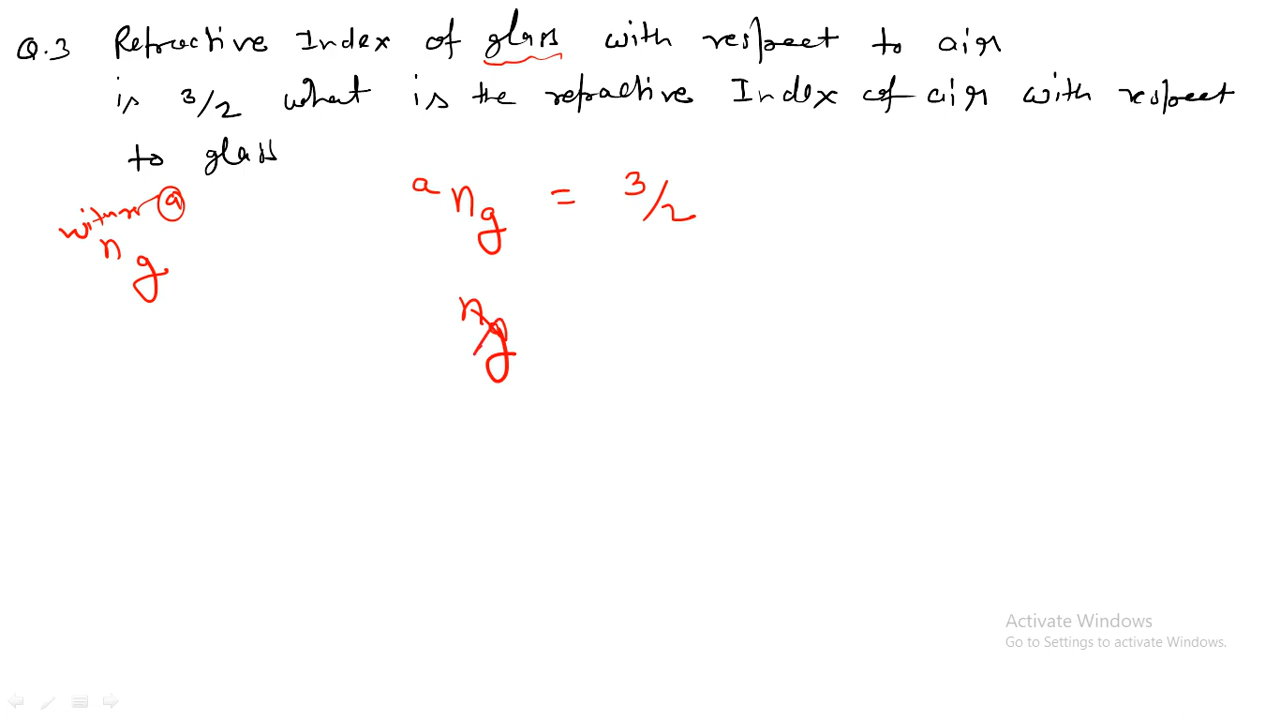 Q.3 Refractive Index of glass with respect to air
is 3/2 what is the refractive Index of air with respect
to glass
a n g = 3/2
a
n g
n g
Activate Windows
Go to Settings to activate Windows.